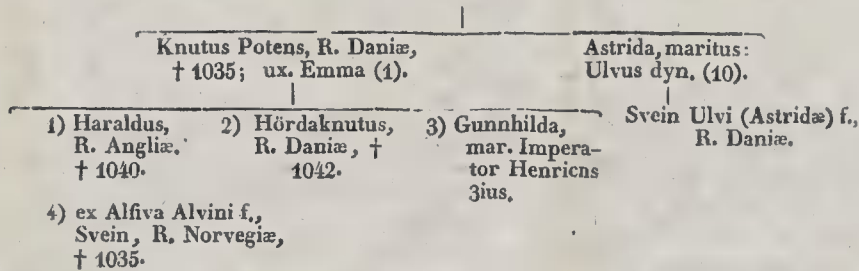 Knutus Potens, R. Daniæ,
† 1035; ux. Emma (1).
Astrida, maritus:
Ulvus dyn. (10).
1) Haraldus,
R. Angliæ.
† 1040.
2) Hördaknutus,
R. Daniæ, †
1042.
3) Gunnhilda,
mar. Impera-
tor Henricns
3ius.
Svein Ulvi (Astridæ) f.,
R. Daniæ.
4) ex Alfiva Alvini f.,
Svein, R. Norvegiæ,
† 1035.